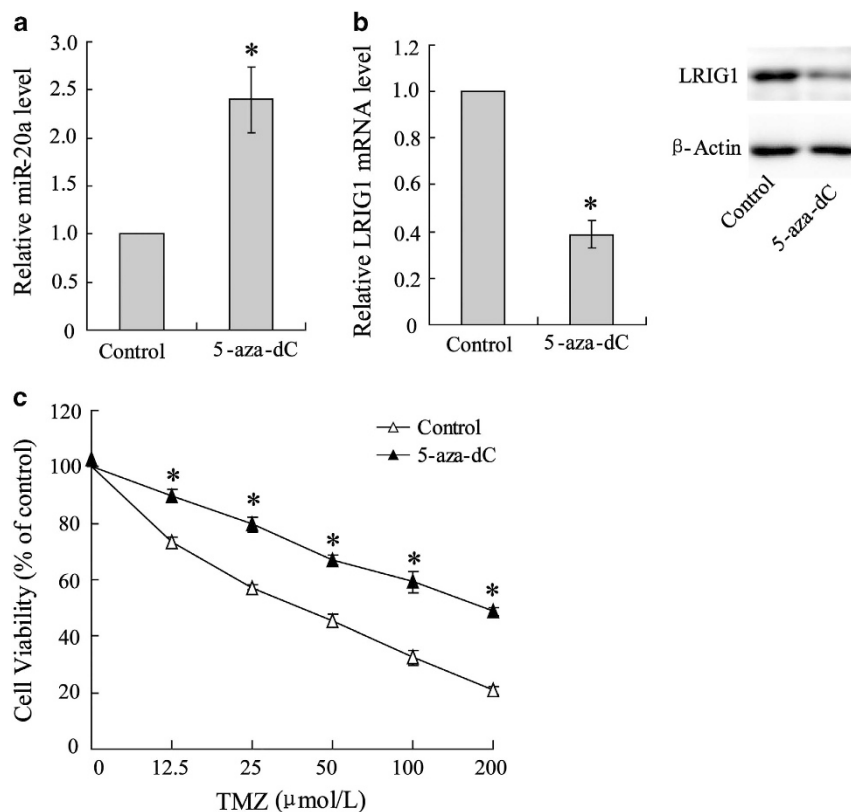 a
Relative miR-20a level
3.0
2.5
2.0
1.5
1.0
0.5
0
*
Control
5-aza-dC
b
Relative LRIG1 mRNA level
1.2
1.0
0.8
0.6
0.4
0.2
0
*
Control
5-aza-dC
LRIG1
β-Actin
Control
5-aza-dC
c
Cell Viability (% of control)
120
100
80
60
40
20
0
Control
5-aza-dC
* * * * *
0 12.5 25 50 100 200
TMZ (μmol/L)